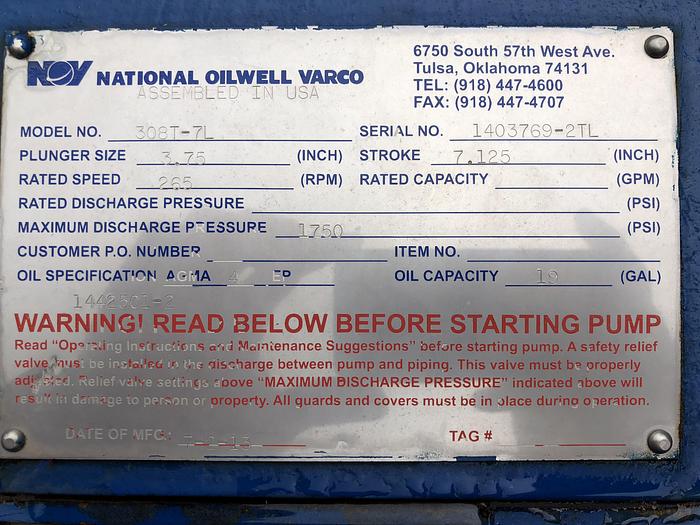 NOV NATIONAL OILWELL VARCO
ASSEMBLED IN USA
6750 South 57th West Ave.
Tulsa, Oklahoma 74131
TEL: (918) 447-4600
FAX: (918) 447-4707
MODEL NO. 308T-7L SERIAL NO. 1403769-2TL
PLUNGER SIZE 3.75 (INCH) STROKE 7.125 (INCH)
RATED SPEED 265 (RPM) RATED CAPACITY (GPM)
RATED DISCHARGE PRESSURE (PSI)
MAXIMUM DISCHARGE PRESSURE 1750 (PSI)
CUSTOMER P.O. NUMBER ITEM NO.
OIL SPECIFICATION AGMA 4 EP OIL CAPACITY 19 (GAL)
WARNING! READ BELOW BEFORE STARTING PUMP
Read "Operating Instructions and Maintenance Suggestions" before starting pump. A safety relief
valve must be installed in the discharge between pump and piping. This valve must be properly
adjusted. Relief valve settings above "MAXIMUM DISCHARGE PRESSURE" indicated above will
result in damage to person or property. All guards and covers must be in place during operation.
DATE OF MFG: 7-1-13 TAG #